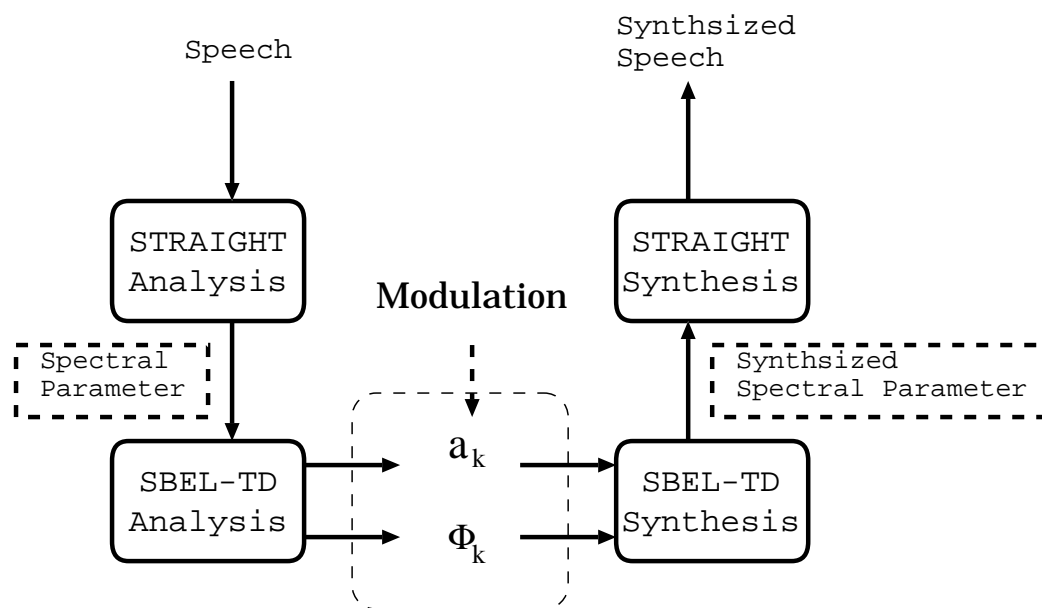 Speech
STRAIGHT
Analysis
Spectral
Parameter
SBEL-TD
Analysis
Modulation
a_k
Φ_k
Synthsized
Speech
STRAIGHT
Synthesis
Synthsized
Spectral Parameter
SBEL-TD
Synthesis